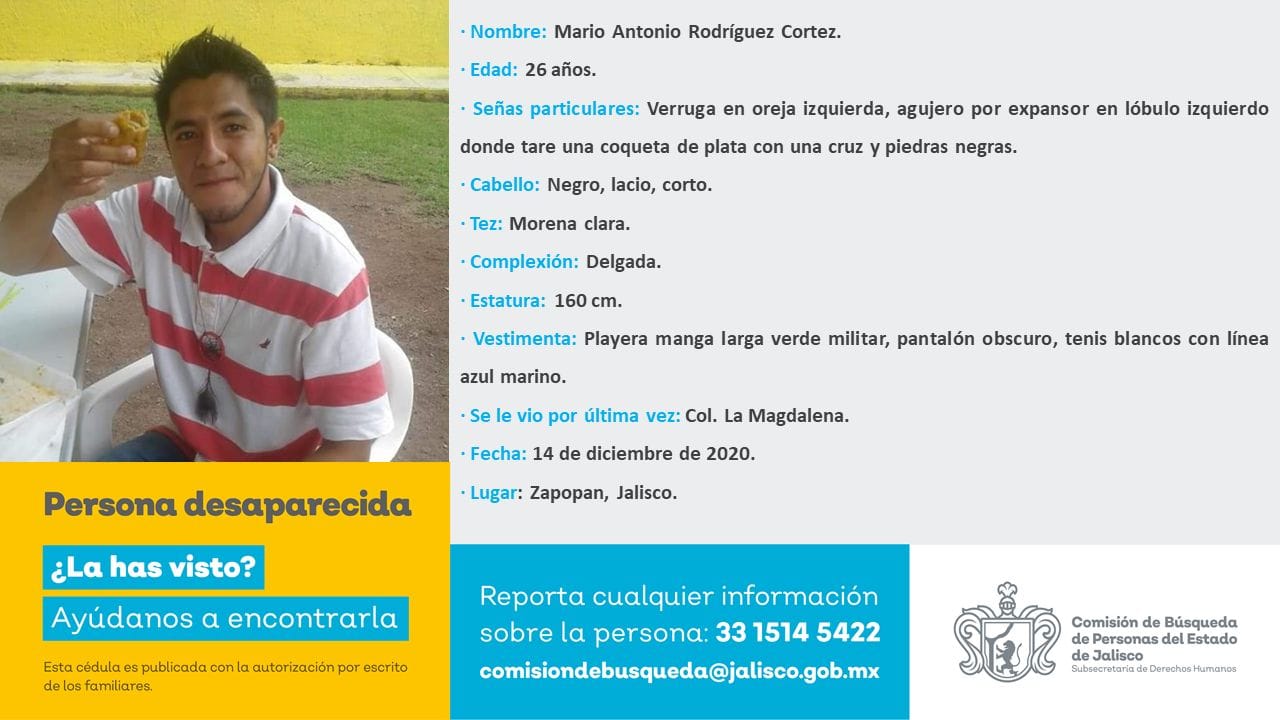 · Nombre: Mario Antonio Rodríguez Cortez.
· Edad: 26 años.
· Señas particulares: Verruga en oreja izquierda, agujero por expansor en lóbulo izquierdo
donde tare una coqueta de plata con una cruz y piedras negras.
· Cabello: Negro, lacio, corto.
· Tez: Morena clara.
· Complexión: Delgada.
· Estatura: 160 cm.
· Vestimenta: Playera manga larga verde militar, pantalón obscuro, tenis blancos con línea
azul marino.
· Se le vio por última vez: Col. La Magdalena.
· Fecha: 14 de diciembre de 2020.
· Lugar: Zapopan, Jalisco.
Persona desaparecida
¿La has visto?
Ayúdanos a encontrarla
Esta cédula es publicada con la autorización por escrito
de los familiares.
Reporta cualquier información
sobre la persona: 33 1514 5422
comisiondebusqueda@jalisco.gob.mx
Comisión de Búsqueda
de Personas del Estado
de Jalisco
Subsecretaría de Derechos Humanos